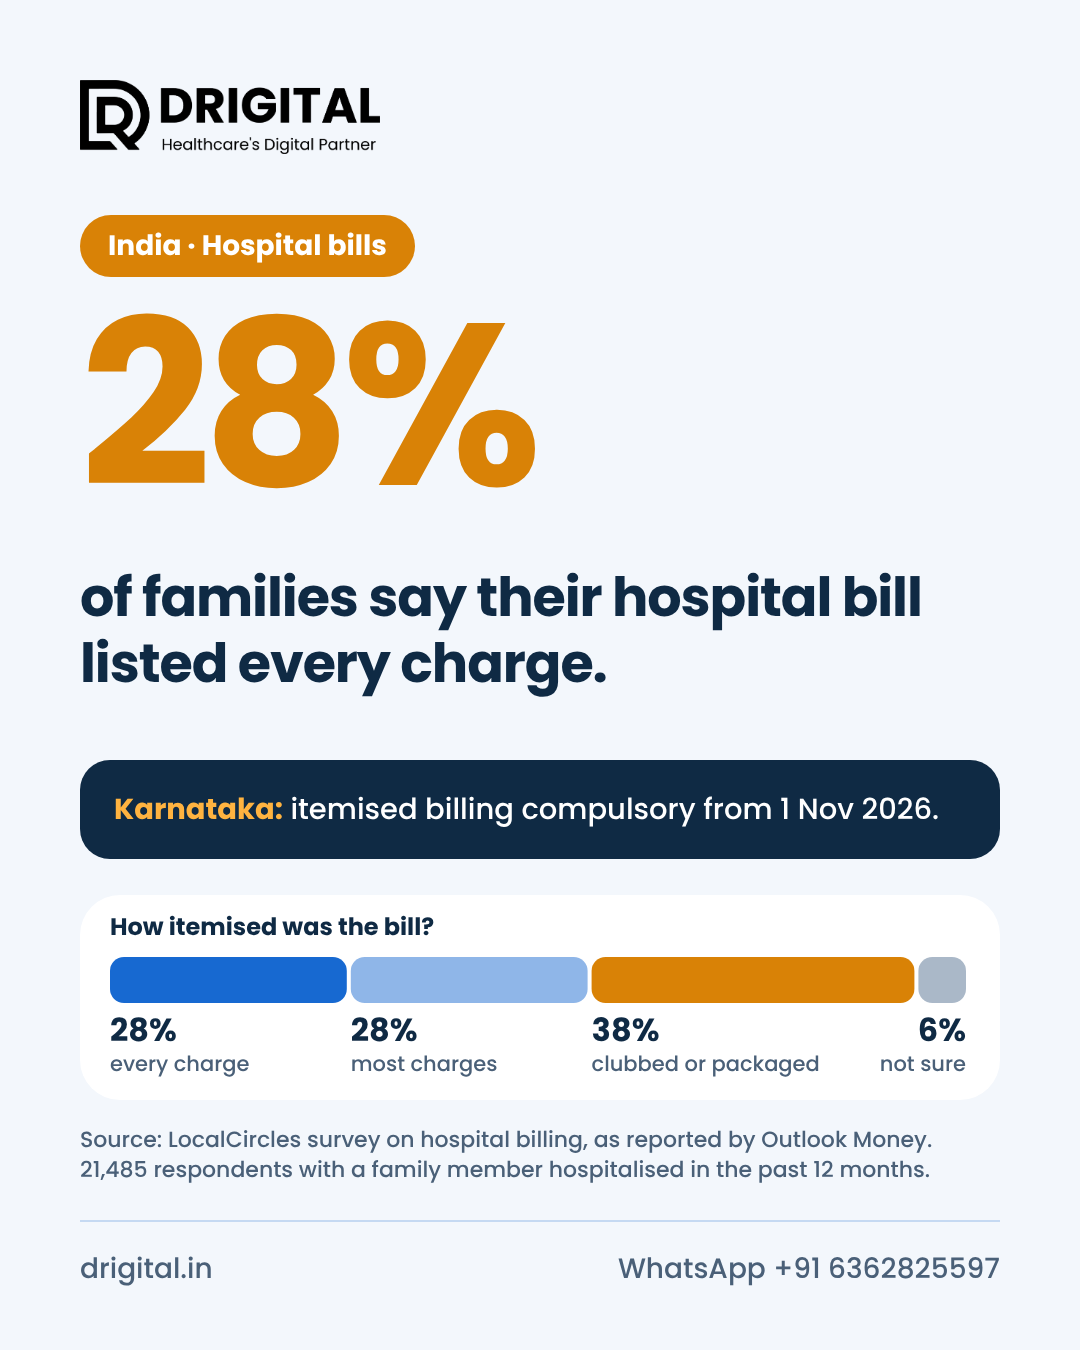 DRIGITAL
Healthcare's Digital Partner
India · Hospital bills
28%
of families say their hospital bill
listed every charge.
Karnataka: itemised billing compulsory from 1 Nov 2026.
How itemised was the bill?
28% 28% 38% 6%
every charge most charges clubbed or packaged not sure
Source: LocalCircles survey on hospital billing, as reported by Outlook Money.
21,485 respondents with a family member hospitalised in the past 12 months.
drigital.in WhatsApp +91 6362825597